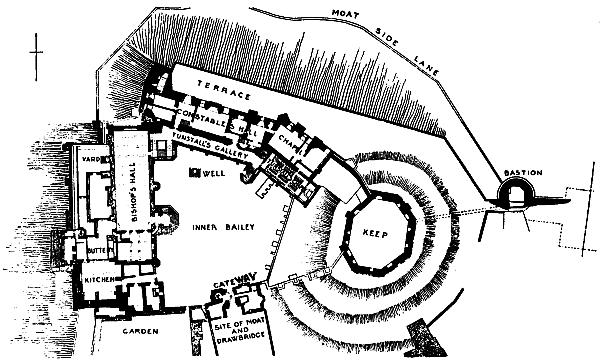 MOAT SIDE LANE
TERRACE
CONSTABLE'S HALL
CHAPEL
TUNSTALL'S GALLERY
YARD
BISHOP'S HALL
WELL
BASTION
INNER BAILEY
KEEP
BUTTERY
KITCHEN
GATEWAY
GARDEN
SITE OF MOAT
AND
DRAWBRIDGE